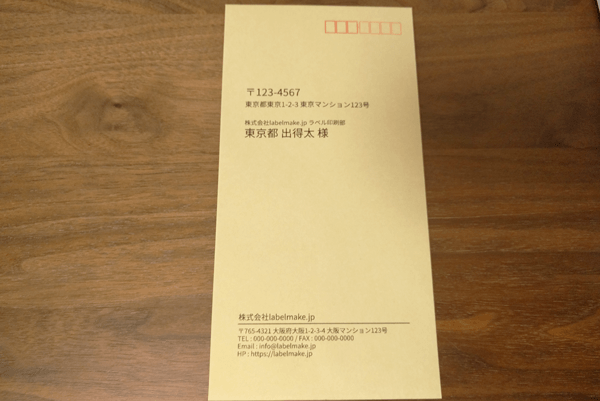 〒123-4567
東京都東京1-2-3 東京マンション123号
株式会社labelmake.jp ラベル印刷部
東京都 出得太 様
株式会社labelmake.jp
〒765-4321 大阪府大阪1-2-3-4 大阪マンション123号
TEL : 000-000-0000 / FAX : 000-000-0000
Email : info@labelmake.jp
HP : https://labelmake.jp